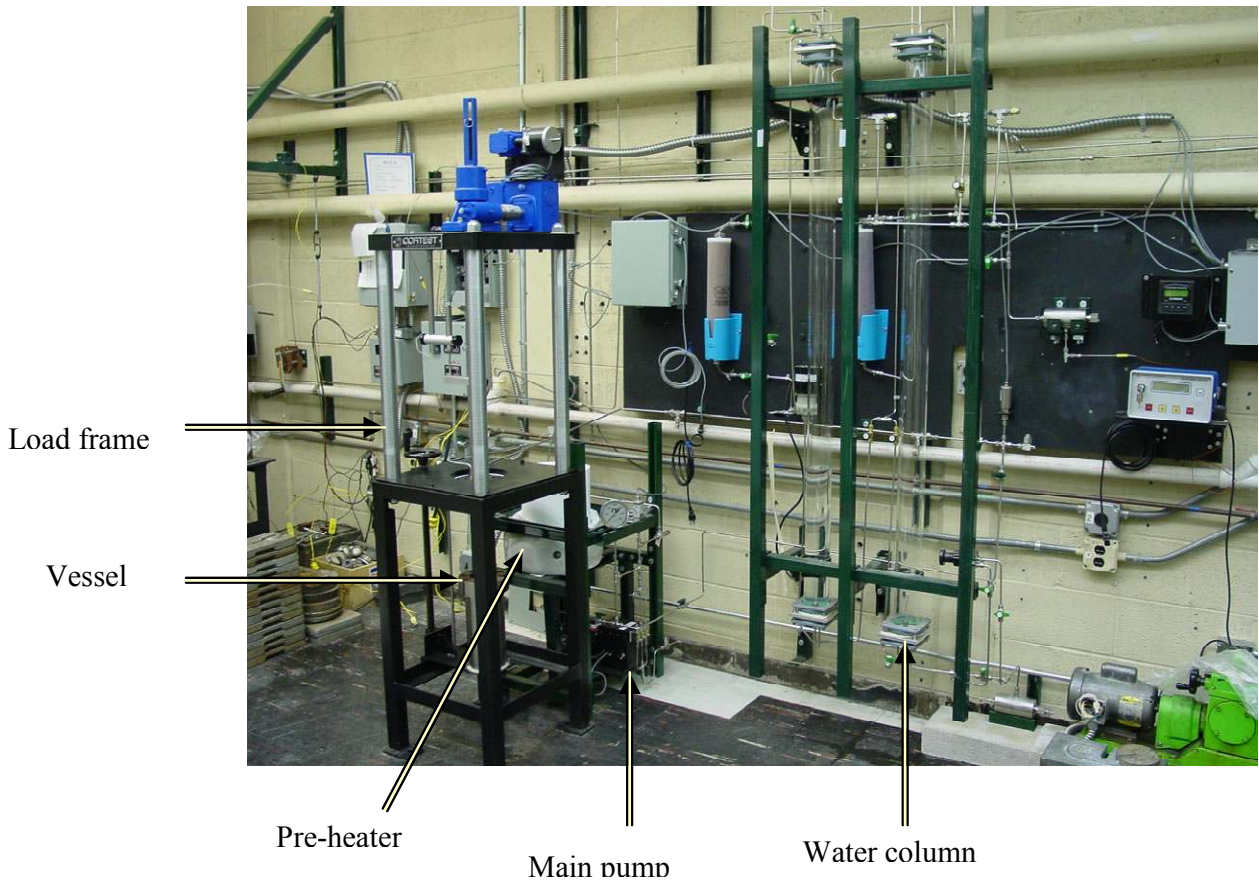 CORTEST
Load frame
Vessel
Pre-heater
Main pump
Water column